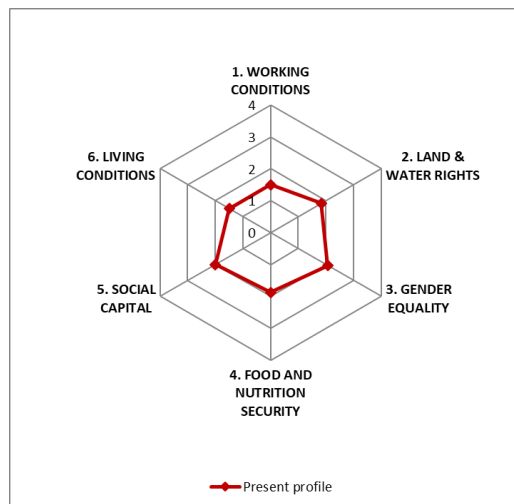 1. WORKING
CONDITIONS
4
3
2
1
0
2. LAND &
WATER RIGHTS
3. GENDER
EQUALITY
4. FOOD AND
NUTRITION
SECURITY
5. SOCIAL
CAPITAL
6. LIVING
CONDITIONS
Present profile